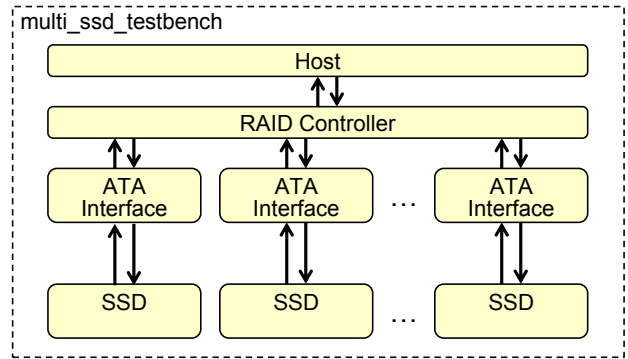 multi_ssd_testbench
Host
RAID Controller
ATA
Interface
ATA
Interface
...
ATA
Interface
SSD
SSD
...
SSD